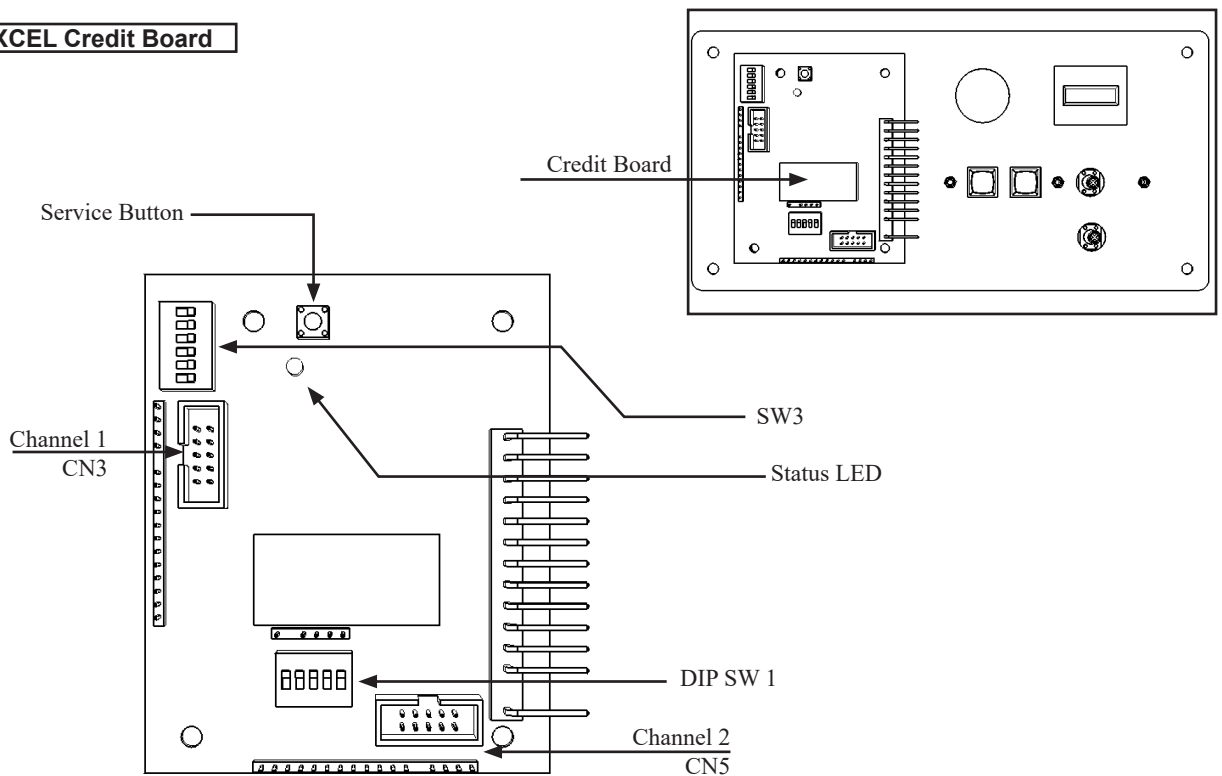 XCEL Credit Board
Credit Board
Service Button
SW3
Channel 1
CN3
Status LED
DIP SW 1
Channel 2
CN5